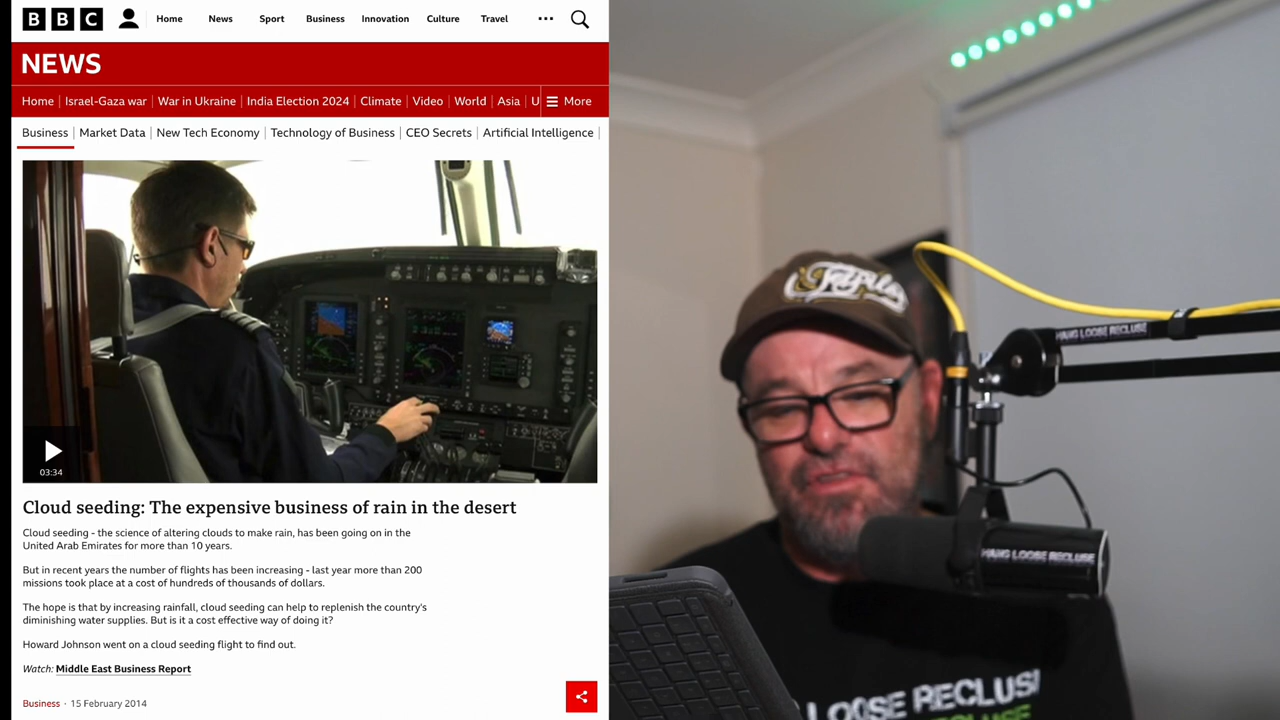 BBC
Home News Sport Business Innovation Culture Travel
NEWS
Home Israel-Gaza war War in Ukraine India Election 2024 Climate Video World Asia U More
Business Market Data New Tech Economy Technology of Business CEO Secrets Artificial Intelligence
03:34
Cloud seeding: The expensive business of rain in the desert
Cloud seeding - the science of altering clouds to make rain, has been going on in the
United Arab Emirates for more than 10 years.
But in recent years the number of flights has been increasing - last year more than 200
missions took place at a cost of hundreds of thousands of dollars.
The hope is that by increasing rainfall, cloud seeding can help to replenish the country's
diminishing water supplies. But is it a cost effective way of doing it?
Howard Johnson went on a cloud seeding flight to find out.
Watch: Middle East Business Report
Business · 15 February 2014
HANG LOOSE RECLUSE
HANG LOOSE RECLUSE
LOOSE RECLUS